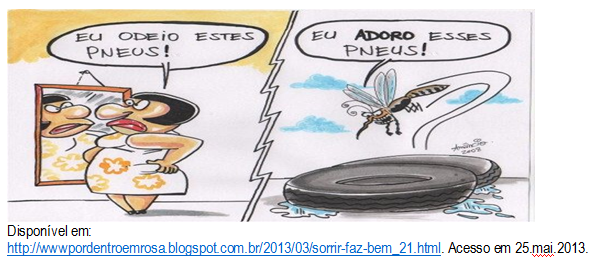 EU ODEIO ESTES
PNEUS!
EU ADORO ESSES
PNEUS!
2008
Disponível em:
http://wwwpordentroemrosa.blogspot.com.br/2013/03/sorrir-faz-bem_21.html. Acesso em 25.mai.2013.